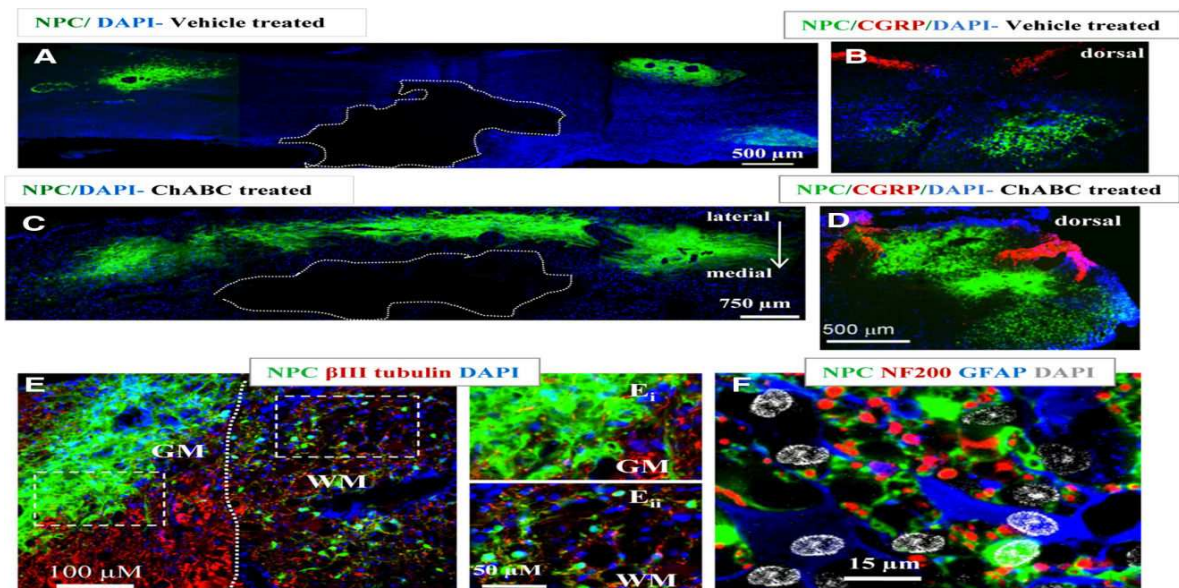 NPC/ DAPI- Vehicle treated
NPC/CGRP/DAPI- Vehicle treated
A
500 µm
B
dorsal
NPC/DAPI- ChABC treated
NPC/CGRP/DAPI- ChABC treated
C
lateral
medial
750 µm
D
dorsal
500 µm
NPC βIII tubulin DAPI
NPC NF200 GFAP DAPI
E
GM
WM
100 µM
Ei
GM
Eii
50 µM
WM
F
15 µm